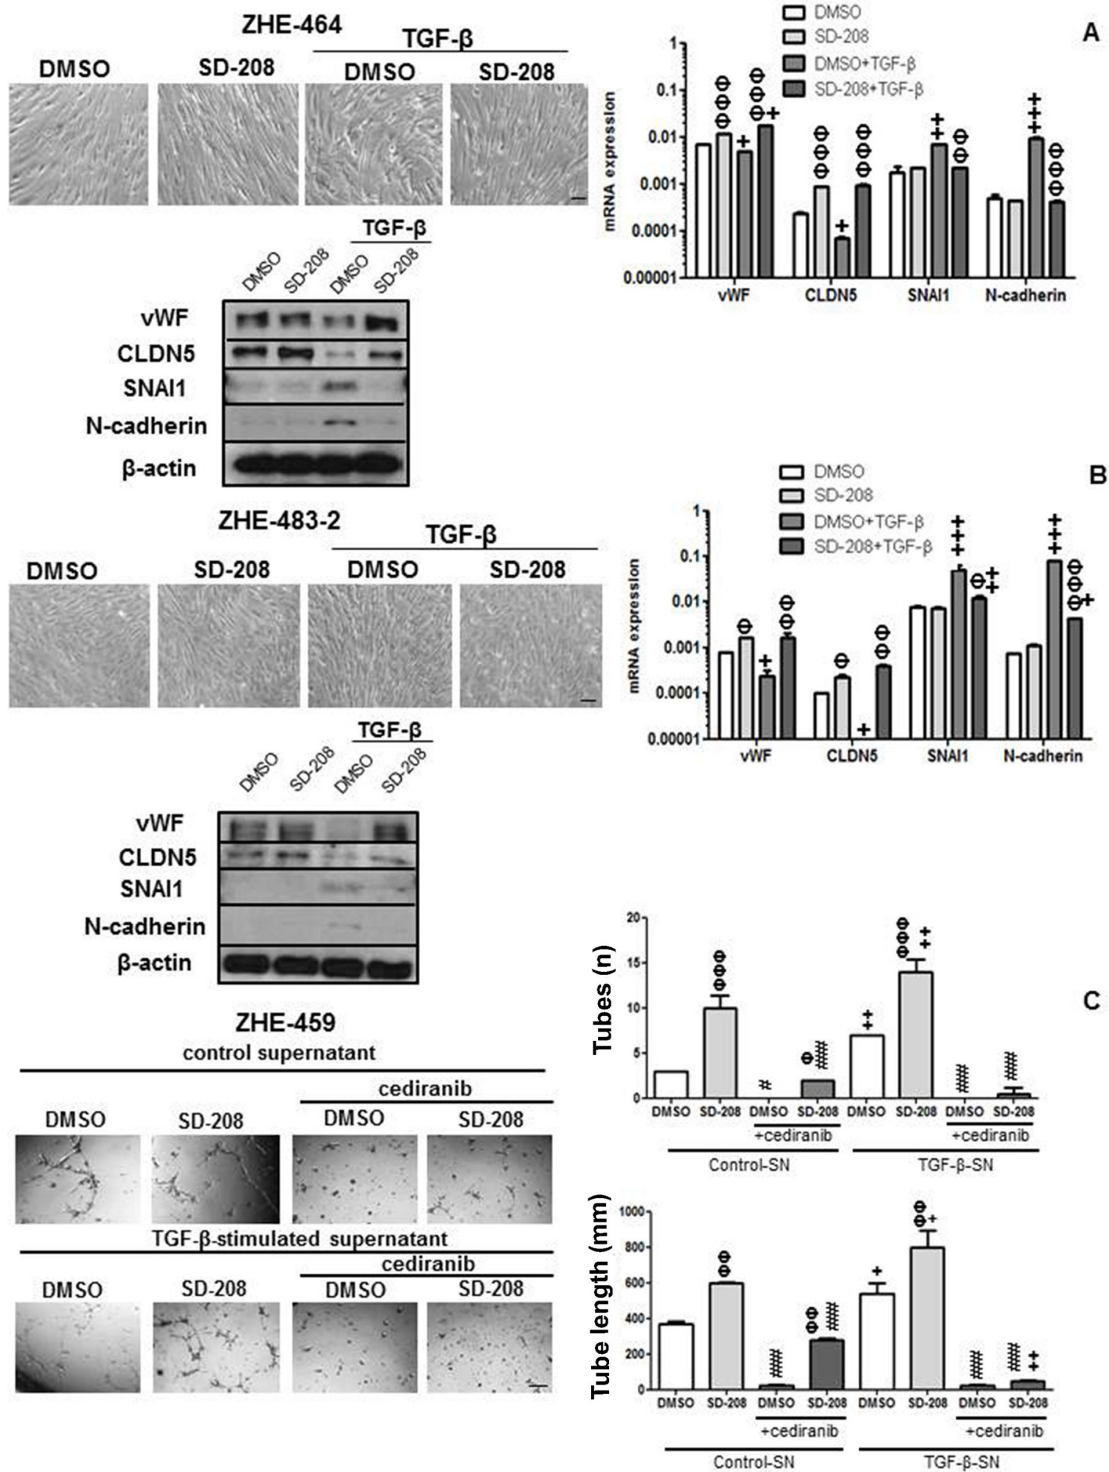 ZHE-464
TGF-β
DMSO SD-208 DMSO SD-208
TGF-β
DMSO SD-208 DMSO SD-208
vWF
CLDN5
SNAI1
N-cadherin
β-actin
DMSO
SD-208
DMSO+TGF-β
SD-208+TGF-β
A
mRNA expression
1
0.1
0.01
0.001
0.0001
0.00001
vWF CLDN5 SNAI1 N-cadherin
ZHE-483-2
TGF-β
DMSO SD-208 DMSO SD-208
TGF-β
DMSO SD-208 DMSO SD-208
vWF
CLDN5
SNAI1
N-cadherin
β-actin
DMSO
SD-208
DMSO+TGF-β
SD-208+TGF-β
B
mRNA expression
1
0.1
0.01
0.001
0.0001
0.00001
vWF CLDN5 SNAI1 N-cadherin
ZHE-459
control supernatant
cediranib
DMSO SD-208 DMSO SD-208
TGF-β-stimulated supernatant
cediranib
DMSO SD-208 DMSO SD-208
C
Tubes (n)
20
15
10
5
0
DMSO SD-208 DMSO SD-208 DMSO SD-208 DMSO SD-208
+cediranib +cediranib
Control-SN TGF-β-SN
Tube length (mm)
1000
800
600
400
200
0
DMSO SD-208 DMSO SD-208 DMSO SD-208 DMSO SD-208
+cediranib +cediranib
Control-SN TGF-β-SN